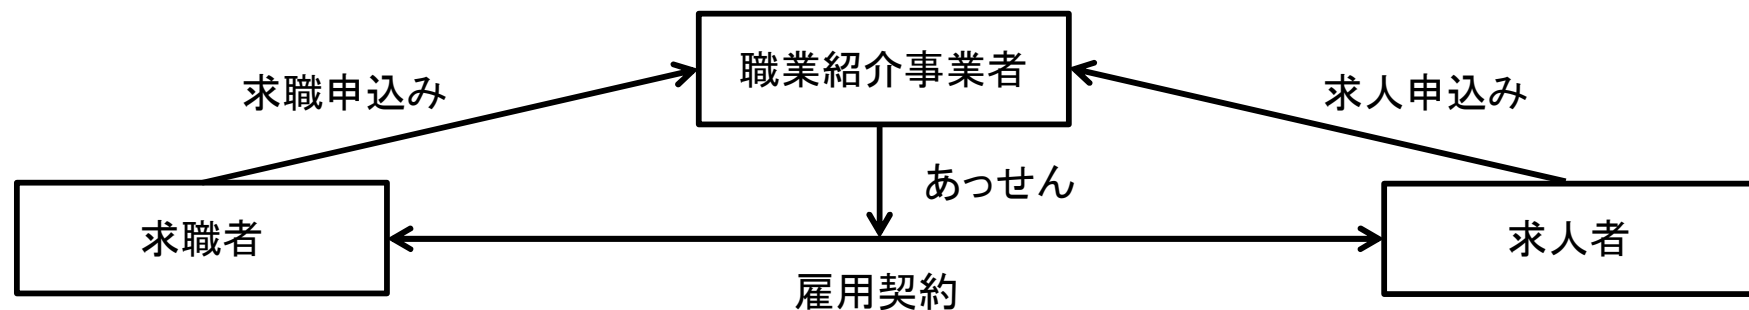 職業紹介事業者
求職申込み
求人申込み
あっせん
求職者
求人者
雇用契約